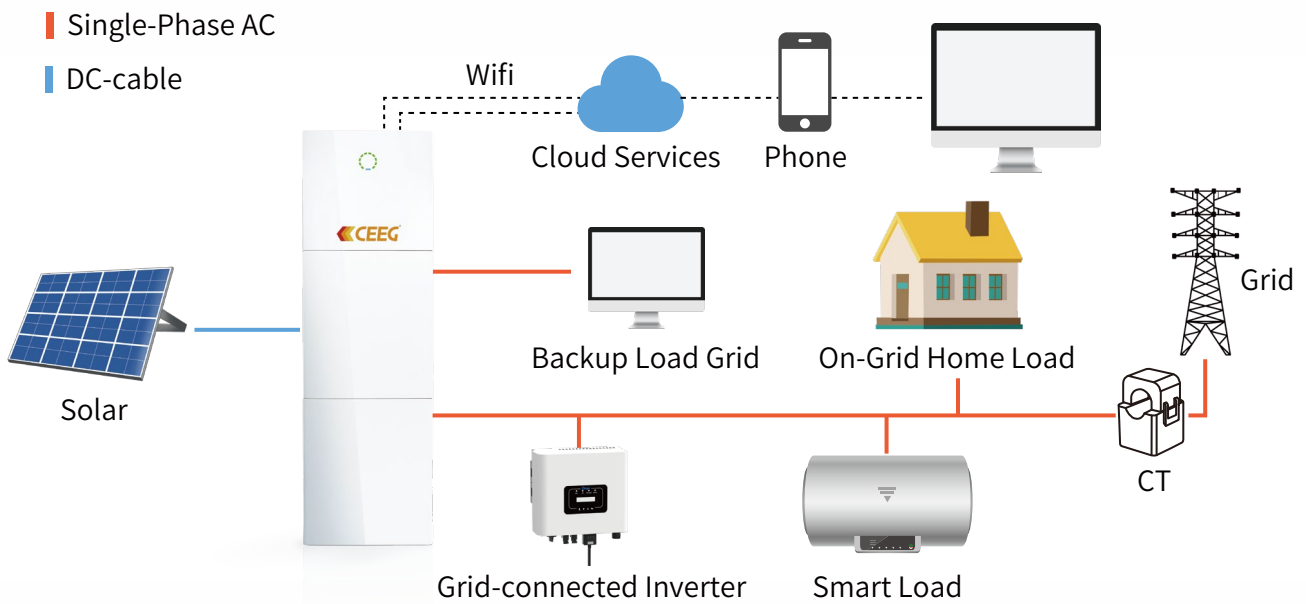 Single-Phase AC
DC-cable
Wifi
Cloud Services
Phone
CEEG
Solar
Backup Load Grid
On-Grid Home Load
Grid
CT
Grid-connected Inverter
Smart Load